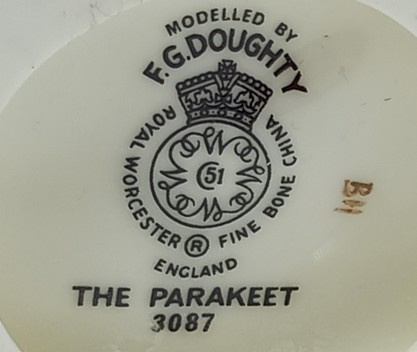 MODELLED BY
F.G.DOUGHTY
ROYAL WORCESTER ® FINE BONE CHINA
51
ENGLAND
THE PARAKEET
3087